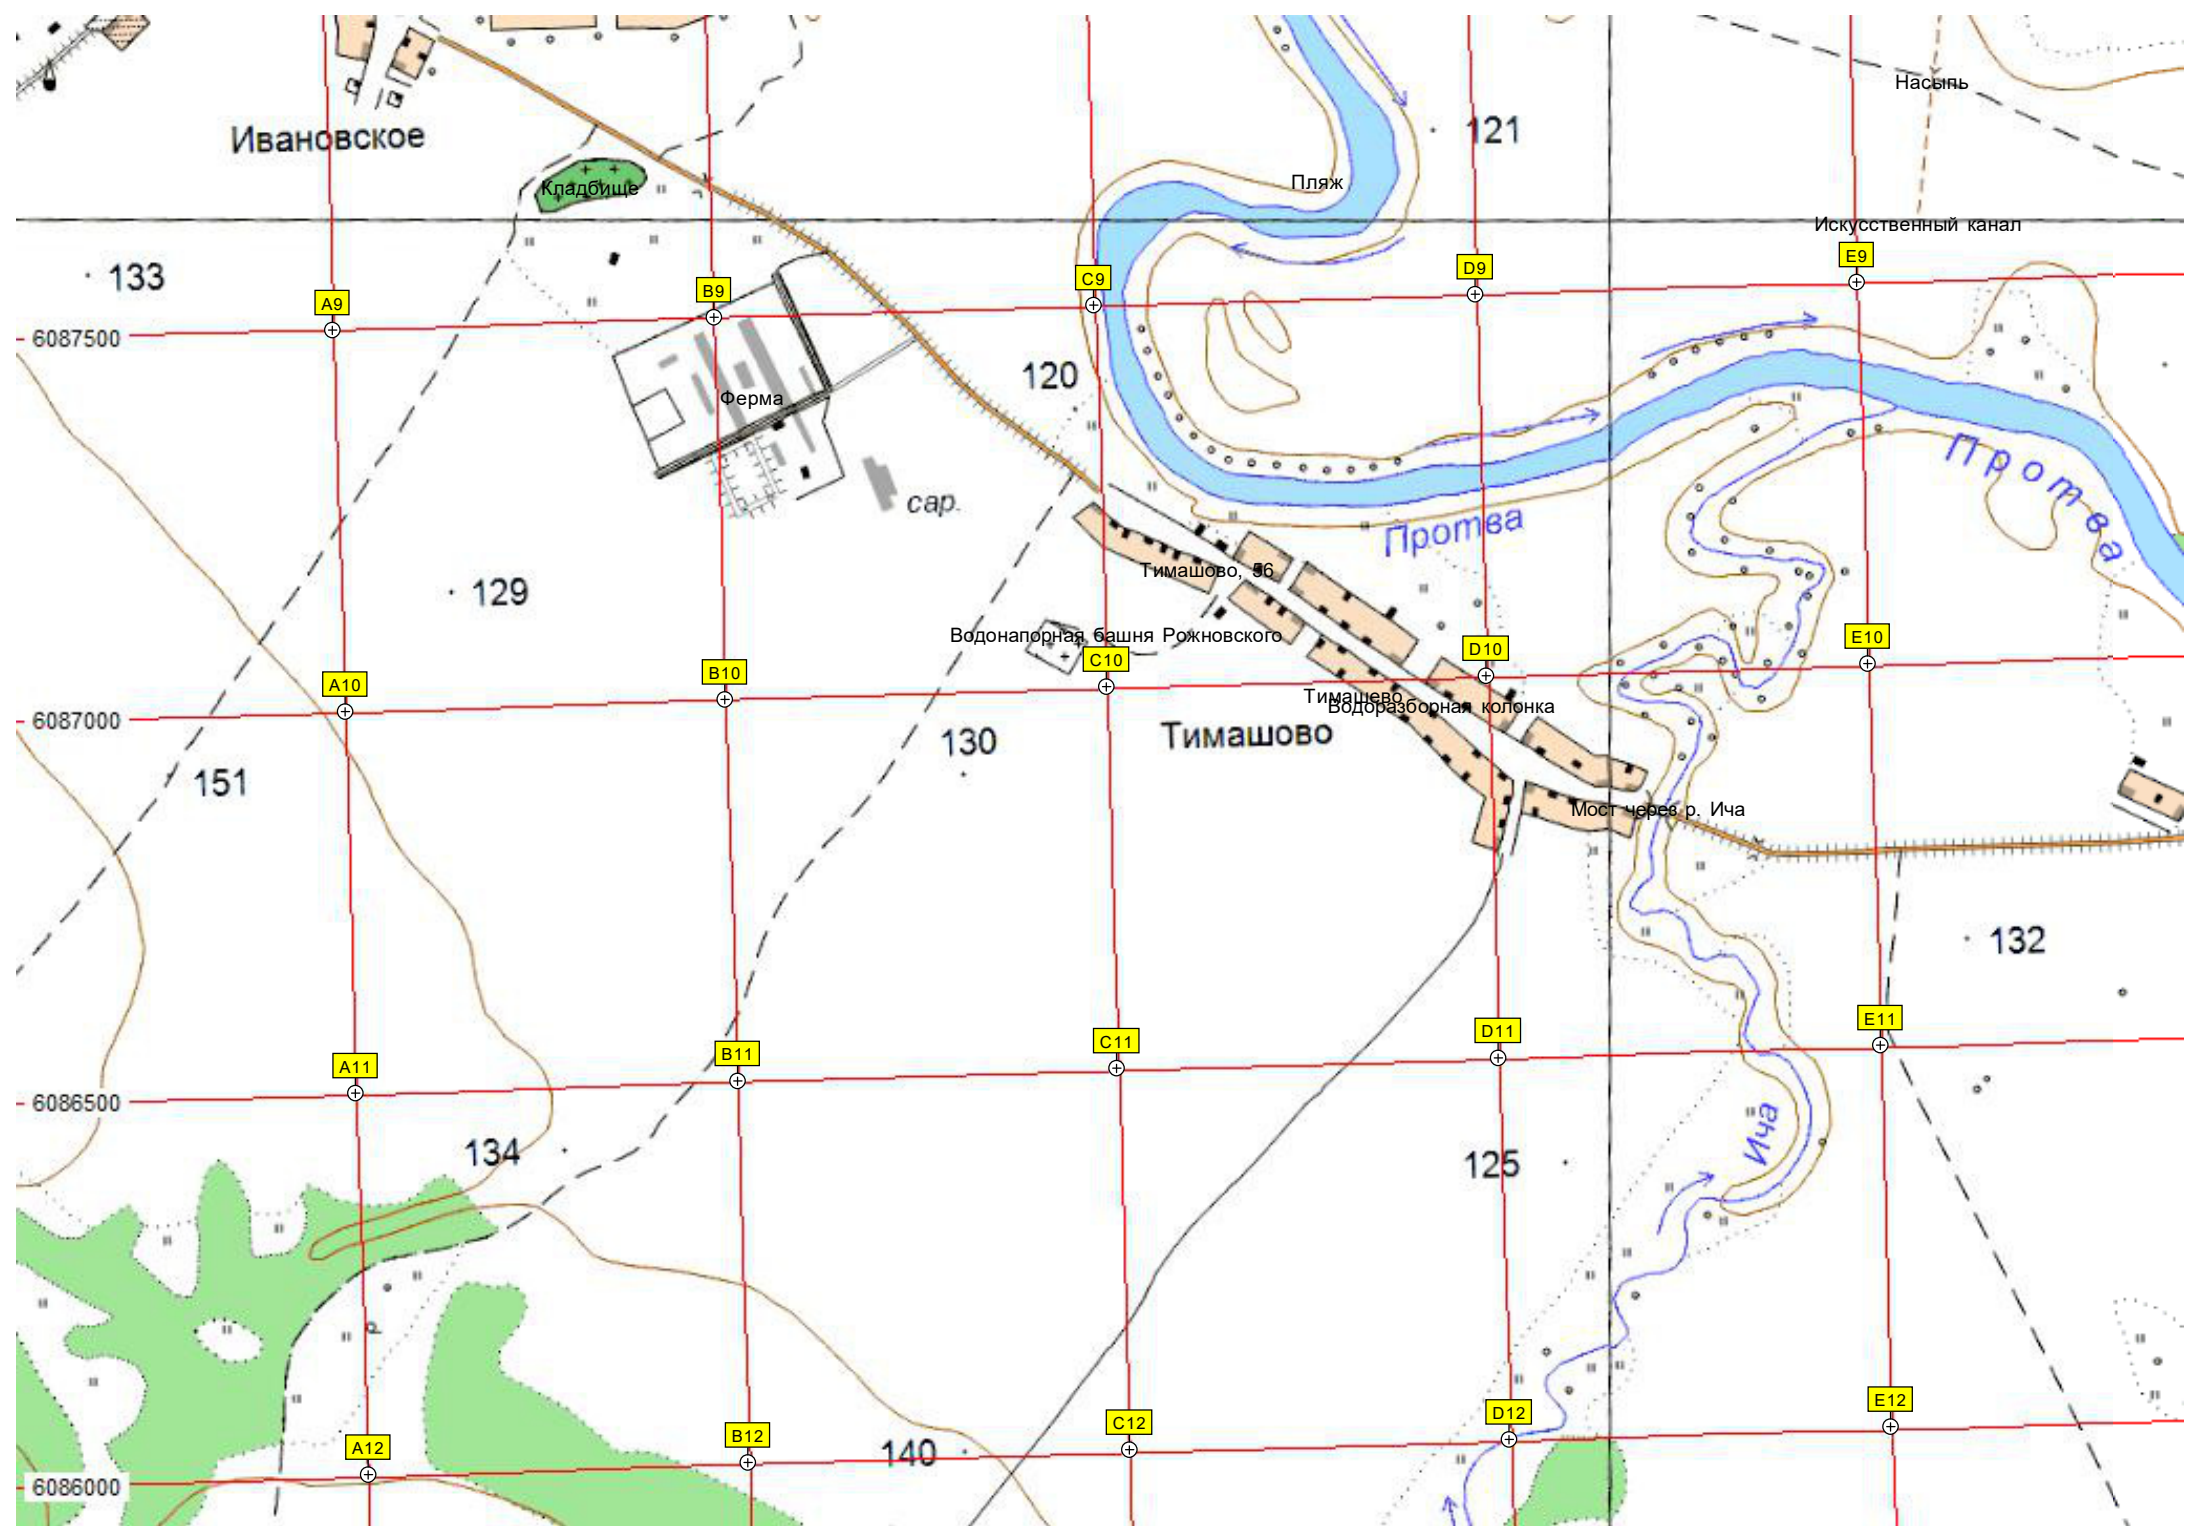 Насыпь
121
Ивановское
Пляж
Кладбище
Искусственный канал
E9
D9
C9
133
B9
A9
6087500
120
Ферма
Протва
сар.
Протва
Тимашово, 56
129
Водонапорная башня Рожновского
E10
D10
C10
B10
A10
Тимашево
Водоразборная колонка
6087000
Тимашово
130
151
Мост через р. Ича
132
E11
D11
C11
B11
A11
6086500
Ича
134
125
E12
D12
C12
B12
A12
140
6086000